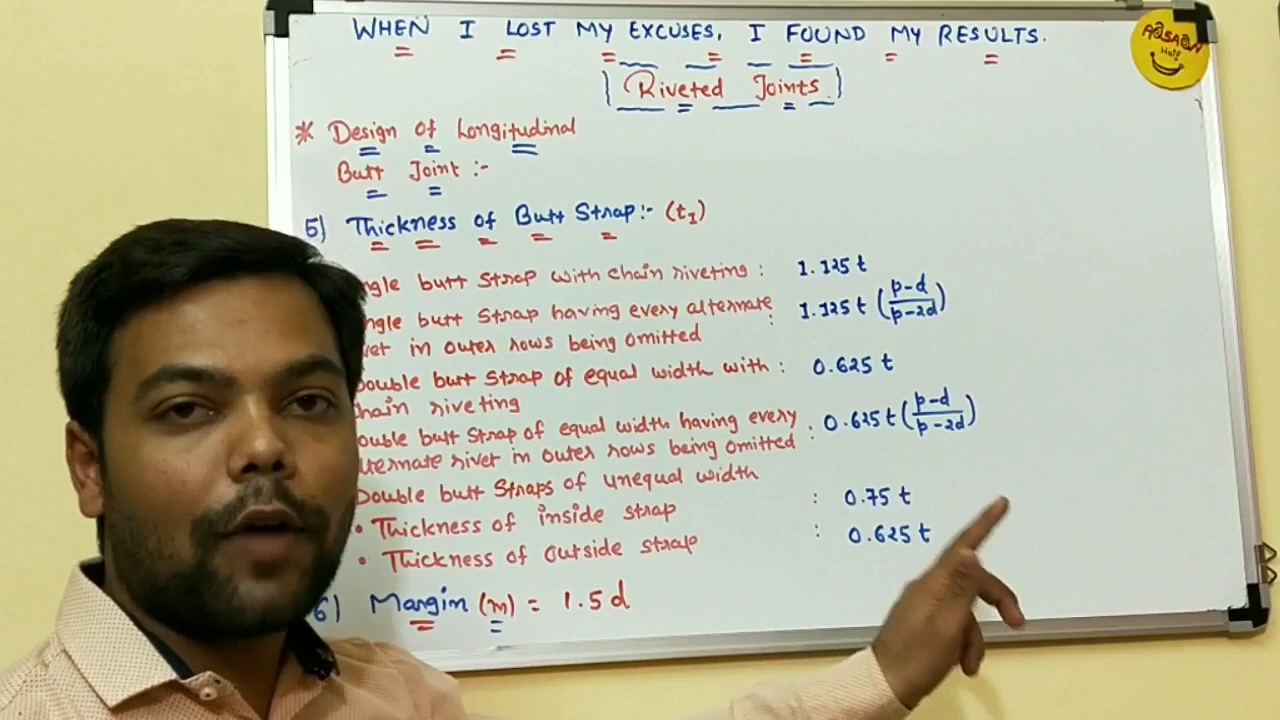 WHEN I LOST MY EXCUSES, I FOUND MY RESULTS.
AASAAN
Hai!
Riveted Joints
* Design of Longitudinal
Butt Joint :-
5) Thickness of Butt Strap:- (t₁)
butt strap with chain riveting : 1.125 t
butt strap having every alternate : 1.125 t (p-d/p-2d)
in outer rows being omitted
Double butt strap of equal width with : 0.625 t
chain riveting
butt strap of equal width having every : 0.625 t (p-d/p-2d)
rivet in outer rows being omitted
Double butt straps of unequal width
• Thickness of inside strap : 0.75 t
• Thickness of outside strap : 0.625 t
6) Margin (m) = 1.5 d